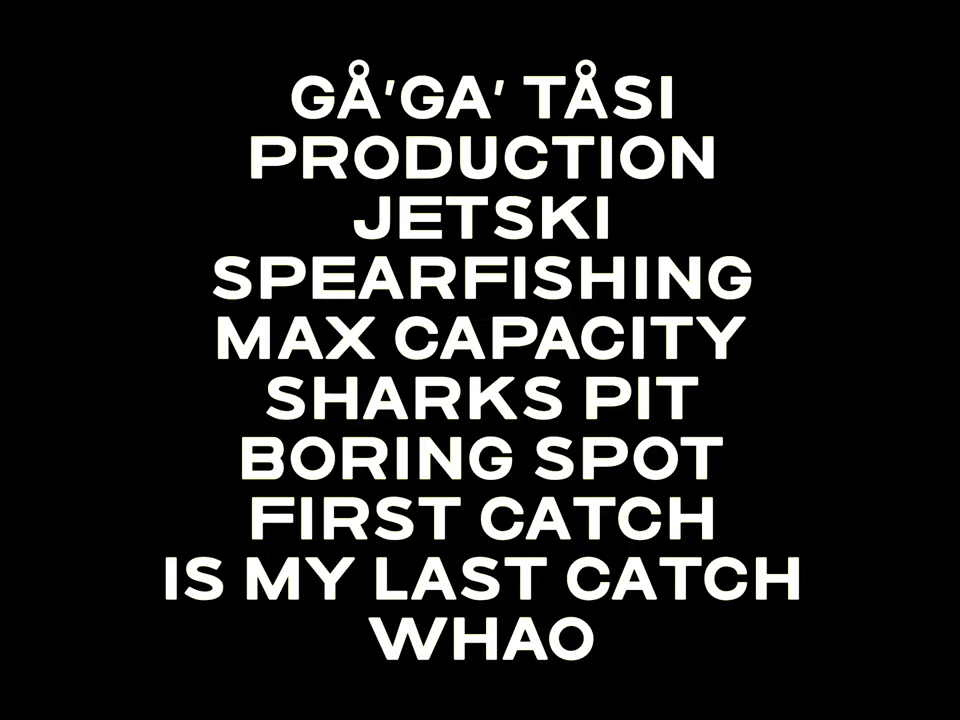 GÅ'GA' TÅSI
PRODUCTION
JETSKI
SPEARFISHING
MAX CAPACITY
SHARKS PIT
BORING SPOT
FIRST CATCH
IS MY LAST CATCH
WHAO